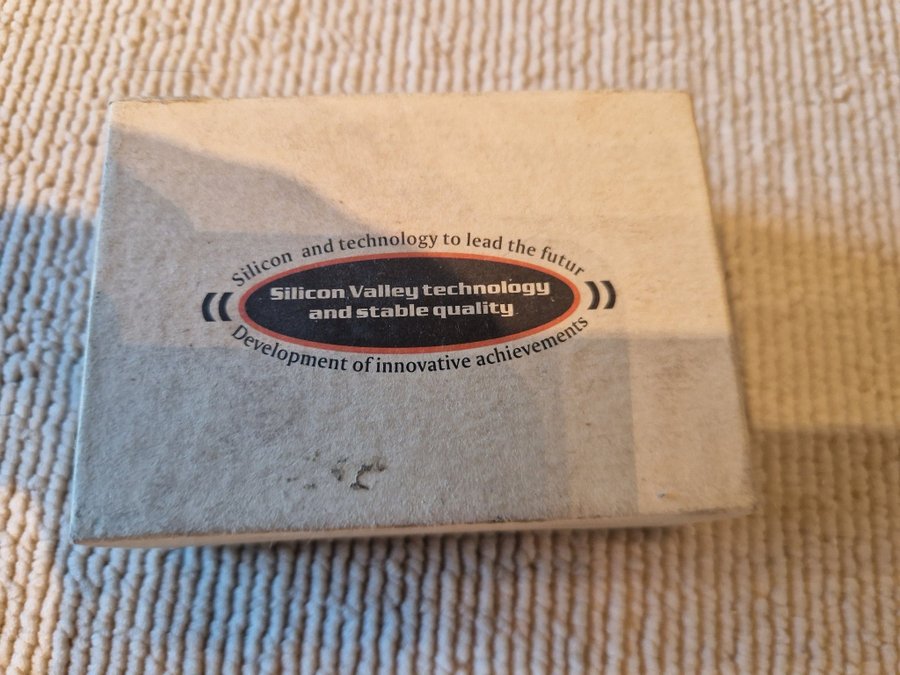 Silicon and technology to lead the futur
Silicon Valley technology
and stable quality
Development of innovative achievements